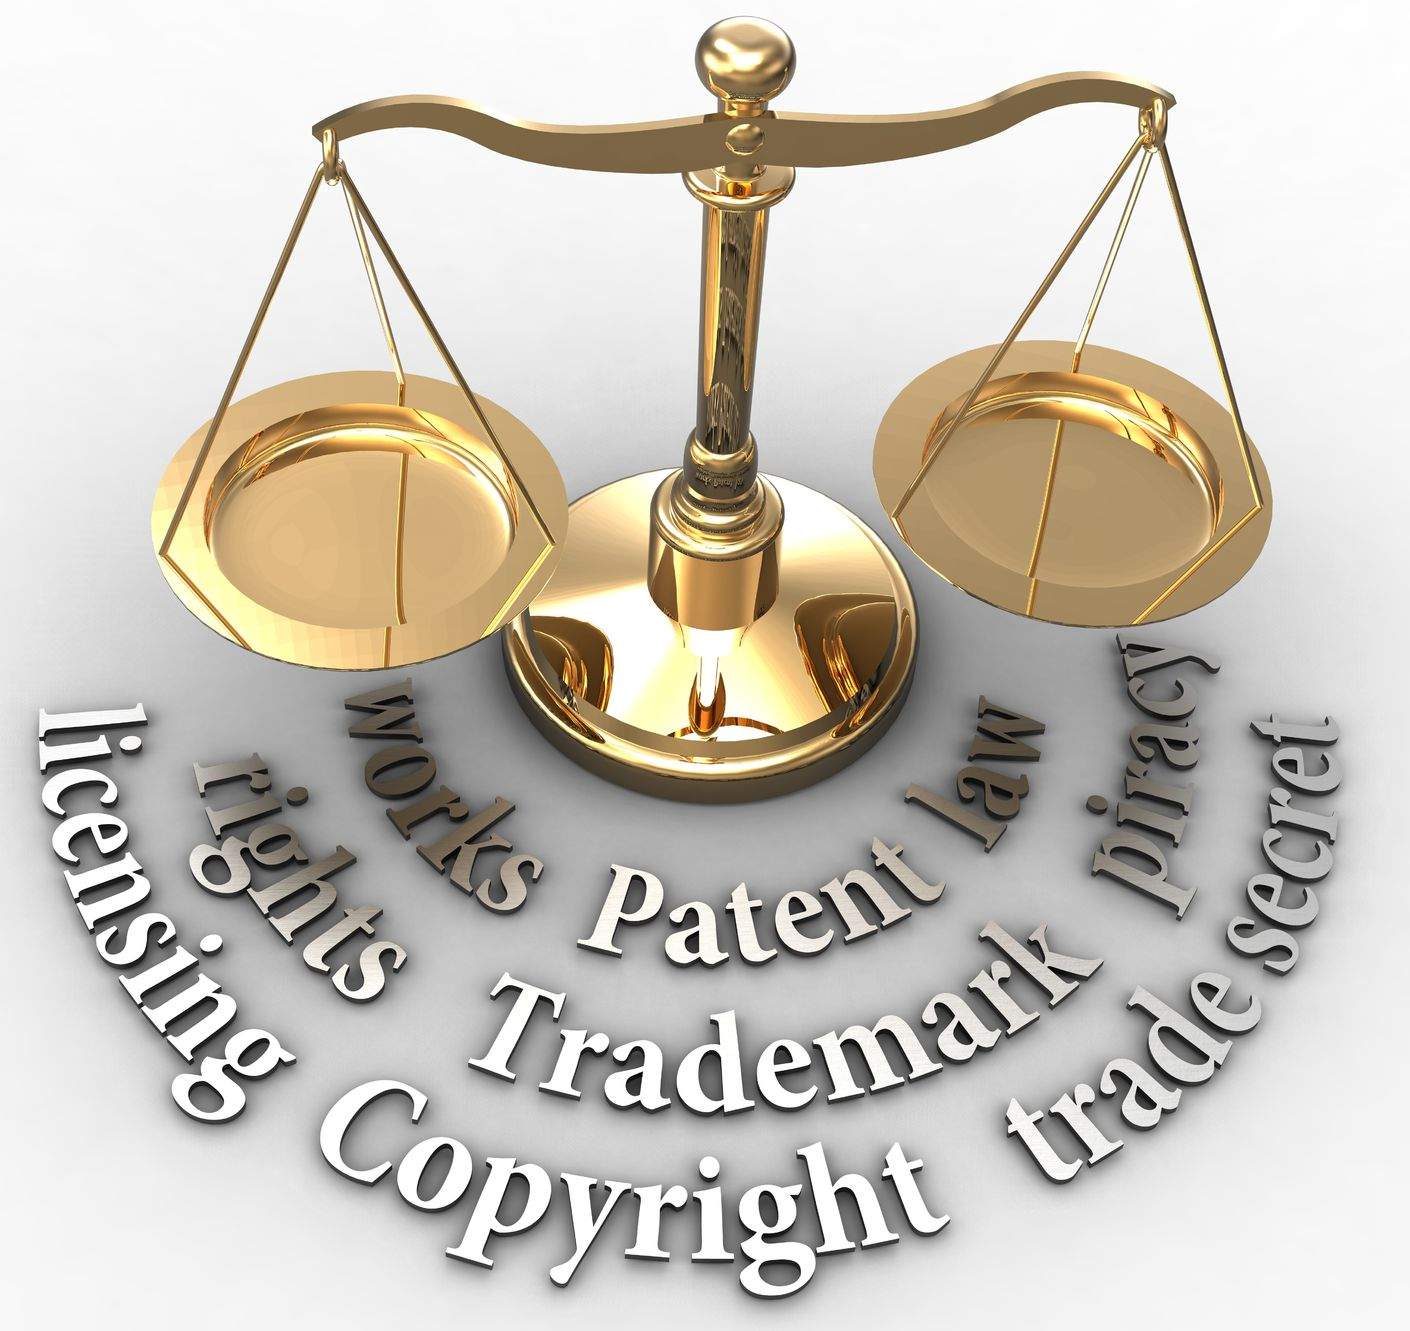 works Patent law
rights Trademark piracy
licensing Copyright trade secret